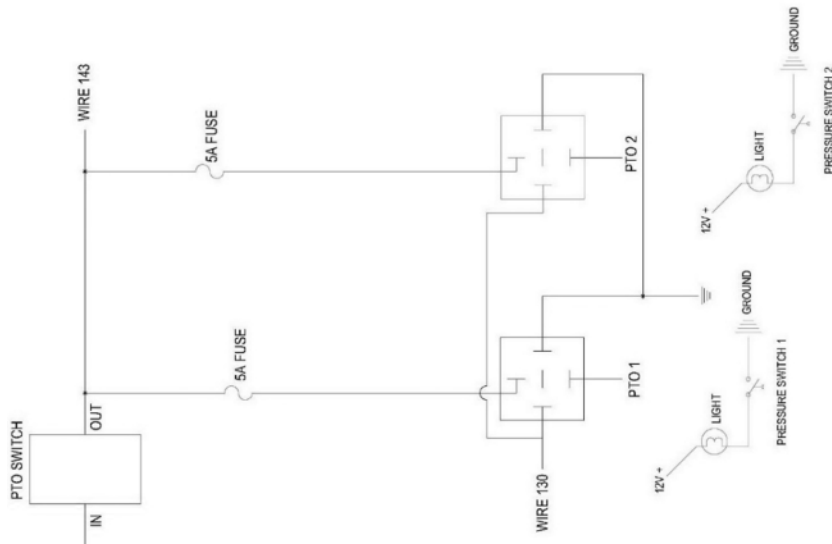 PTO SWITCH
IN
OUT
WIRE 143
5A FUSE
5A FUSE
WIRE 130
PTO 1
PTO 2
12V +
LIGHT
GROUND
PRESSURE SWITCH 1
12V +
LIGHT
GROUND
PRESSURE SWITCH 2